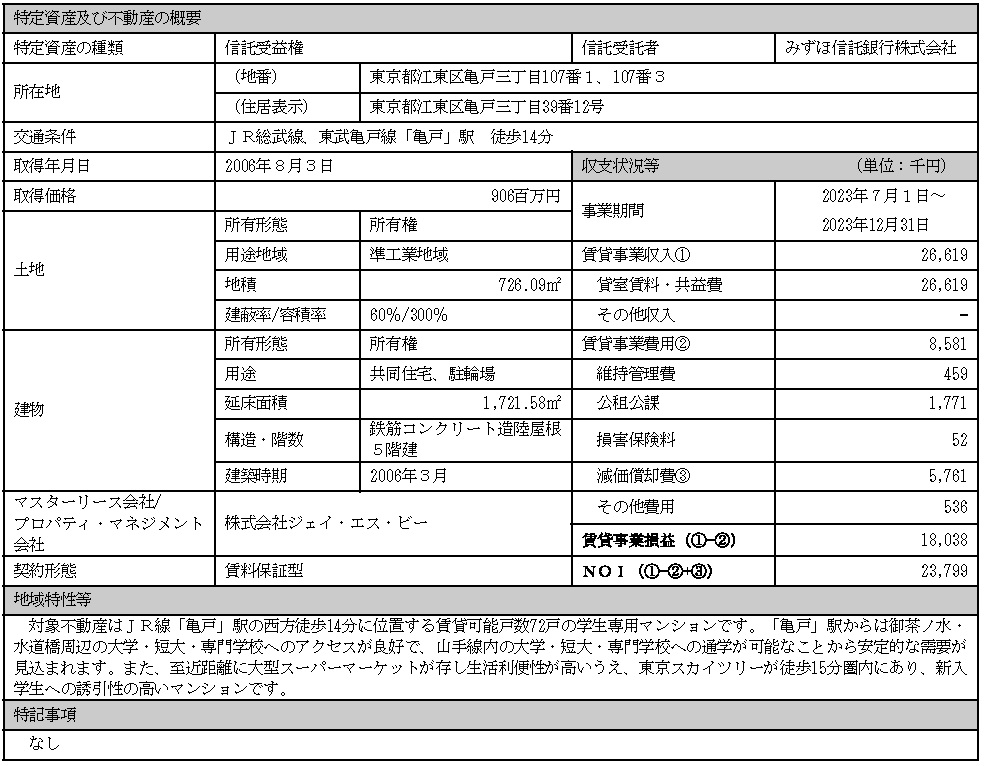 特定資産及び不動産の概要
特定資産の種類 信託受益権 信託受託者 みずほ信託銀行株式会社
所在地 （地番） 東京都江東区亀戸三丁目107番１、107番３
（住居表示） 東京都江東区亀戸三丁目39番12号
交通条件 ＪＲ総武線、東武亀戸線「亀戸」駅　徒歩14分
取得年月日 2006年８月３日 収支状況等 （単位：千円）
取得価格 906百万円 事業期間 2023年７月１日～
2023年12月31日
土地 所有形態 所有権
用途地域 準工業地域 賃貸事業収入① 26,619
地積 726.09㎡ 貸室賃料・共益費 26,619
建蔽率/容積率 60％/300％ その他収入 －
建物 所有形態 所有権 賃貸事業費用② 8,581
用途 共同住宅、駐輪場 維持管理費 459
延床面積 1,721.58㎡ 公租公課 1,771
構造・階数 鉄筋コンクリート造陸屋根
５階建 損害保険料 52
建築時期 2006年３月 減価償却費③ 5,761
マスターリース会社/
プロパティ・マネジメント
会社 株式会社ジェイ・エス・ビー その他費用 536
賃貸事業損益（①-②） 18,038
契約形態 賃料保証型 ＮＯＩ（①-②+③） 23,799
地域特性等
対象不動産はＪＲ線「亀戸」駅の西方徒歩14分に位置する賃貸可能戸数72戸の学生専用マンションです。「亀戸」駅からは御茶ノ水・
水道橋周辺の大学・短大・専門学校へのアクセスが良好で、山手線内の大学・短大・専門学校への通学が可能なことから安定的な需要が
見込まれます。また、至近距離に大型スーパーマーケットが存し生活利便性が高いうえ、東京スカイツリーが徒歩15分圏内にあり、新入
学生への誘引性の高いマンションです。
特記事項
なし